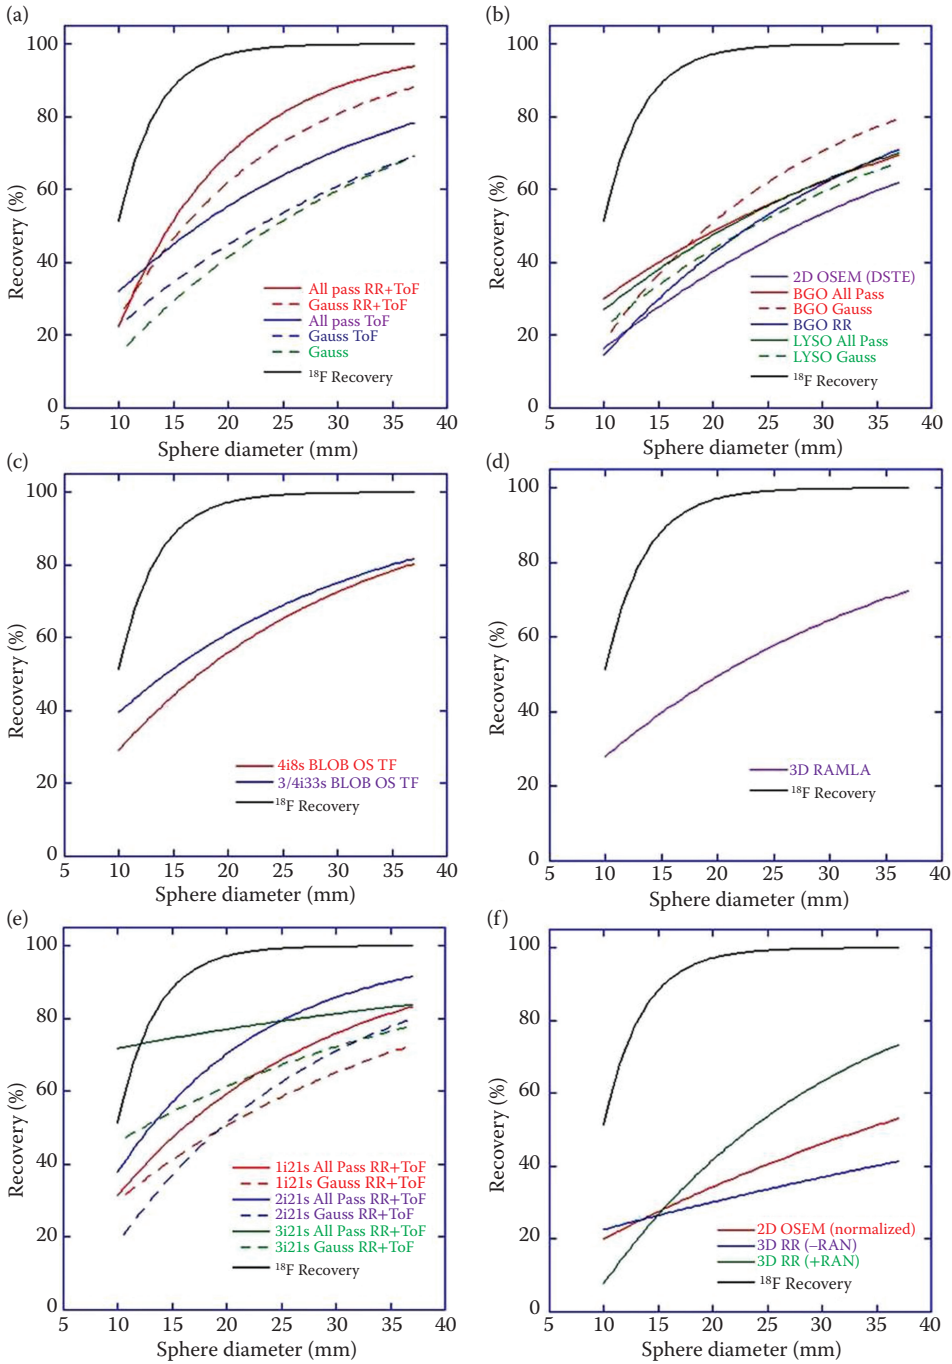 (a)
100
80
60
40
20
0
Recovery (%)
All pass RR+ToF
Gauss RR+ToF
All pass ToF
Gauss ToF
Gauss
¹⁸F Recovery
5 10 15 20 25 30 35 40
Sphere diameter (mm)
(b)
100
80
60
40
20
0
Recovery (%)
2D OSEM (DSTE)
BGO All Pass
BGO Gauss
BGO RR
LYSO All Pass
LYSO Gauss
¹⁸F Recovery
5 10 15 20 25 30 35 40
Sphere diameter (mm)
(c)
100
80
60
40
20
0
Recovery (%)
4i8s BLOB OS TF
3/4i33s BLOB OS TF
¹⁸F Recovery
5 10 15 20 25 30 35 40
Sphere diameter (mm)
(d)
100
80
60
40
20
0
Recovery (%)
3D RAMLA
¹⁸F Recovery
5 10 15 20 25 30 35 40
Sphere diameter (mm)
(e)
100
80
60
40
20
0
Recovery (%)
1i21s All Pass RR+ToF
1i21s Gauss RR+ToF
2i21s All Pass RR+ToF
2i21s Gauss RR+ToF
3i21s All Pass RR+ToF
3i21s Gauss RR+ToF
¹⁸F Recovery
5 10 15 20 25 30 35 40
Sphere diameter (mm)
(f)
100
80
60
40
20
0
Recovery (%)
2D OSEM (normalized)
3D RR (–RAN)
3D RR (+RAN)
¹⁸F Recovery
5 10 15 20 25 30 35 40
Sphere diameter (mm)